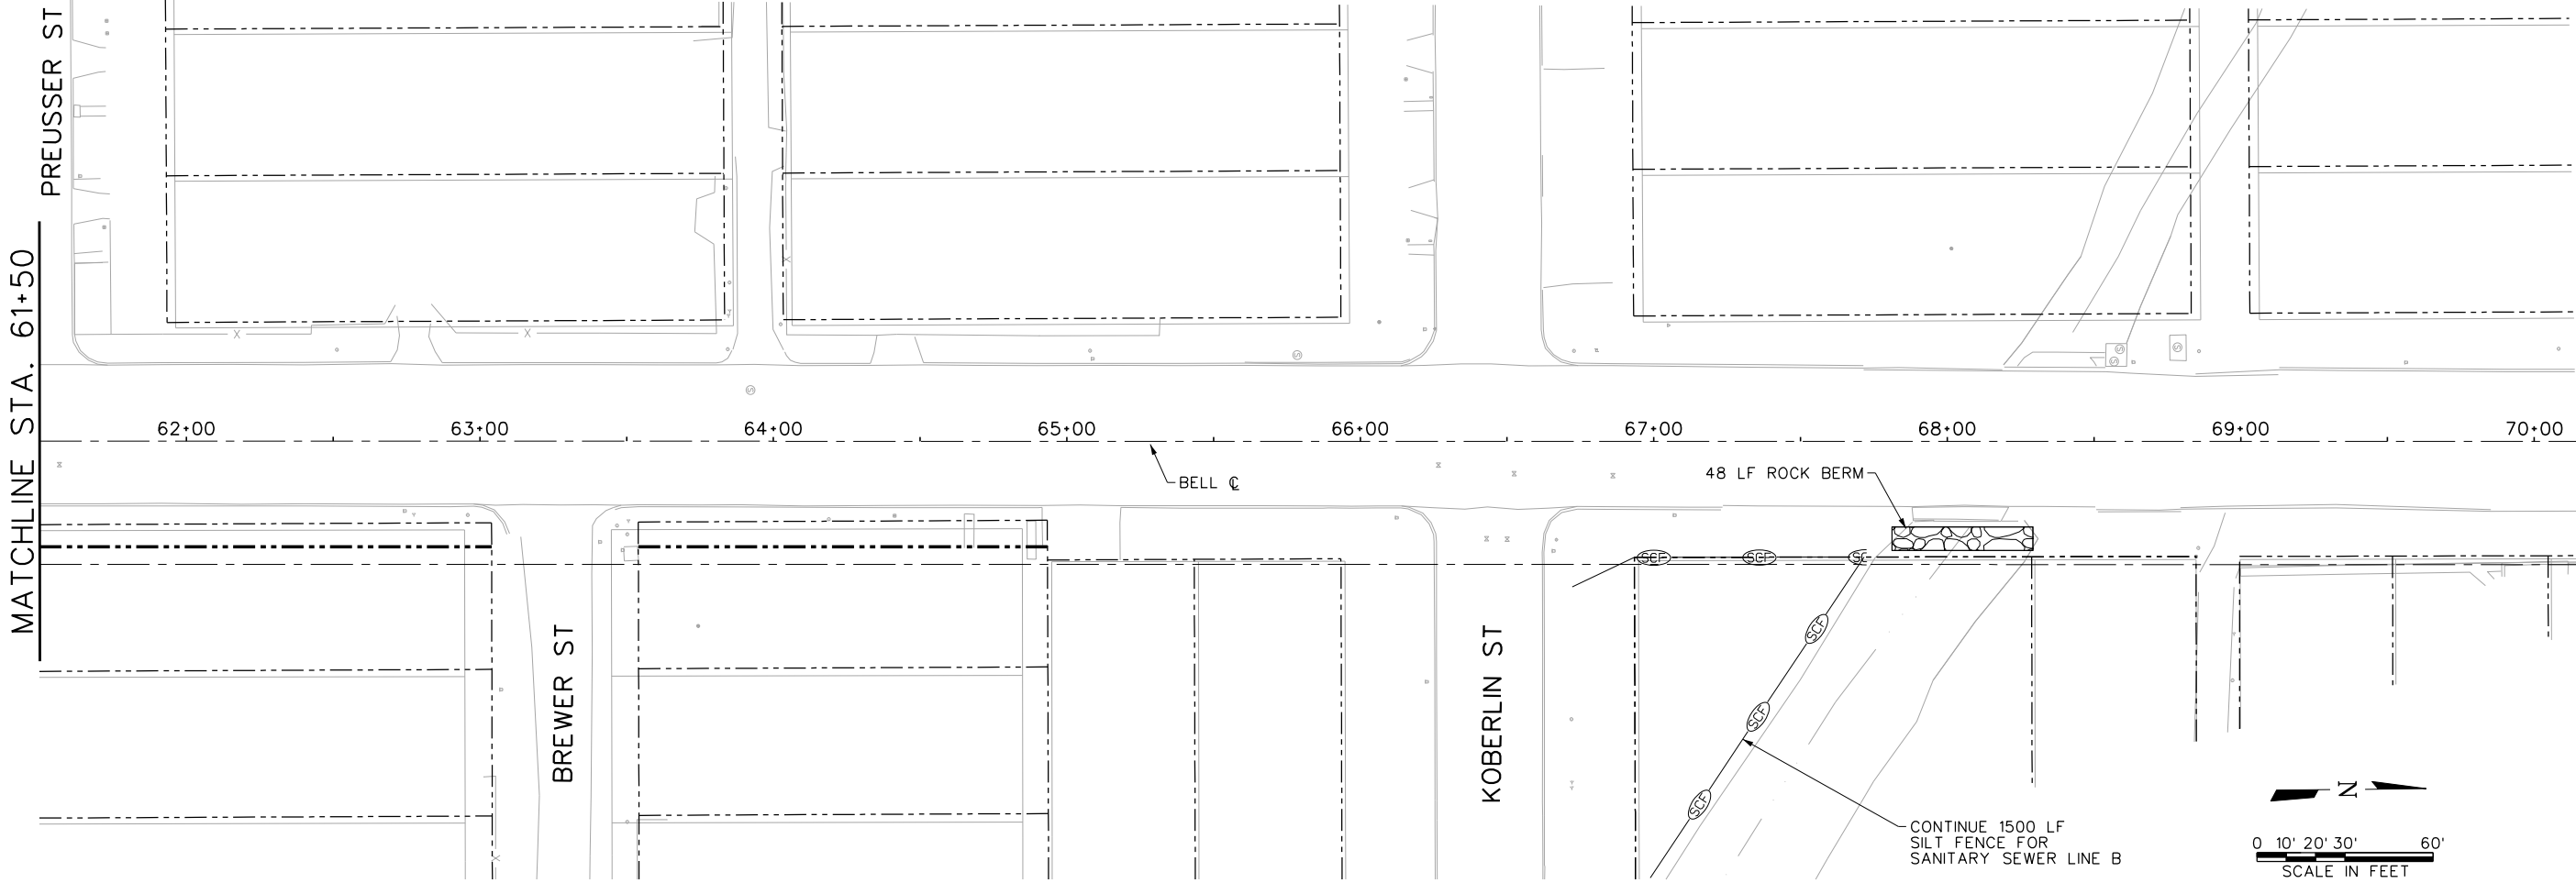 PREUSSER ST
MATCHLINE STA. 61+50
62+00
63+00
64+00
65+00
66+00
67+00
68+00
69+00
70+00
BELL ℄
48 LF ROCK BERM
S
S
S
S
S
SCF
SCF
SC
SCF
SCF
SCF
BREWER ST
KOBERLIN ST
CONTINUE 1500 LF
SILT FENCE FOR
SANITARY SEWER LINE B
N
0 10' 20' 30' 60'
SCALE IN FEET